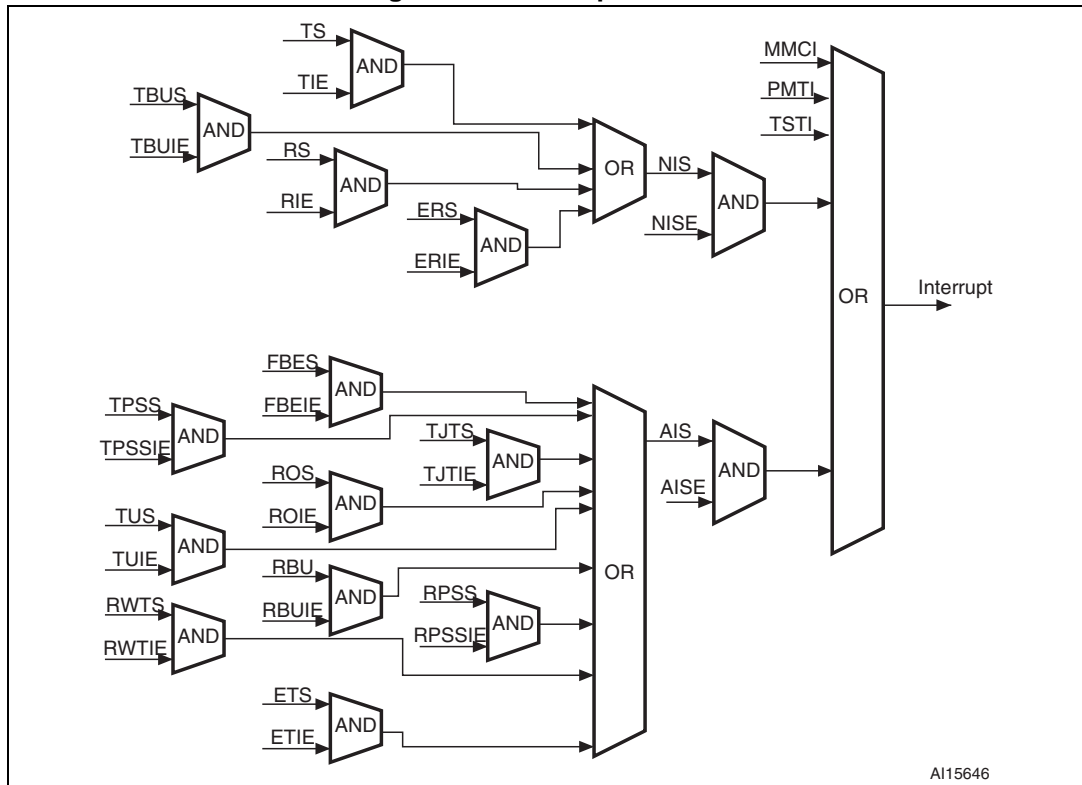 TS
TIE
AND
TBUS
TBUIE
AND
RS
RIE
AND
ERS
ERIE
AND
OR
NIS
NISE
AND
MMCI
PMTI
TSTI
OR
Interrupt
FBES
FBEIE
AND
TPSS
TPSSIE
AND
TJTS
TJTIE
AND
ROS
ROIE
AND
TUS
TUIE
AND
RBU
RBUIE
AND
RPSS
RPSSIE
AND
RWTS
RWTIE
AND
ETS
ETIE
AND
OR
AIS
AISE
AND
AI15646